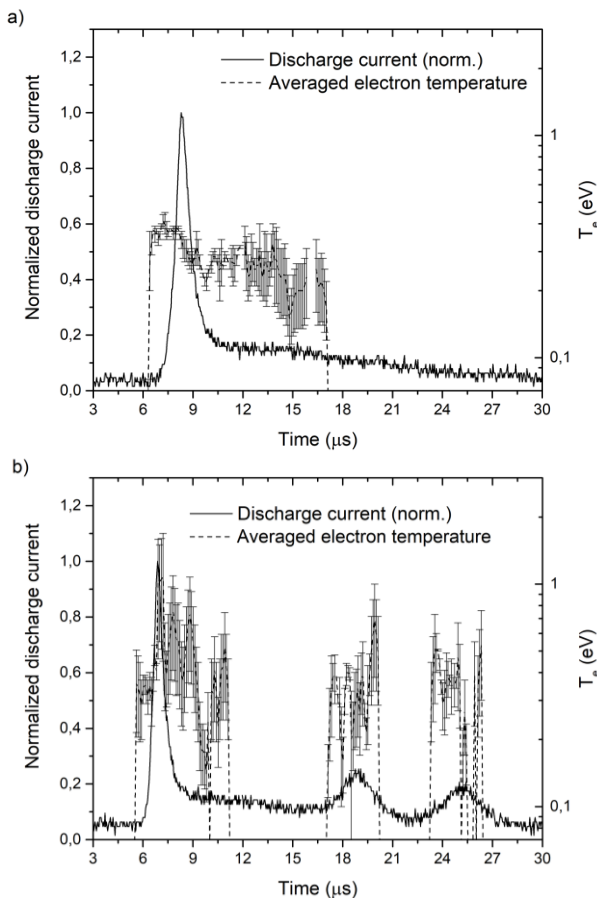 a)
1,2
1,0
0,8
0,6
0,4
0,2
0,0
Normalized discharge current
Discharge current (norm.)
Averaged electron temperature
1
0,1
Te (eV)
3 6 9 12 15 18 21 24 27 30
Time (μs)
b)
1,2
1,0
0,8
0,6
0,4
0,2
0,0
Normalized discharge current
Discharge current (norm.)
Averaged electron temperature
1
0,1
Te (eV)
3 6 9 12 15 18 21 24 27 30
Time (μs)